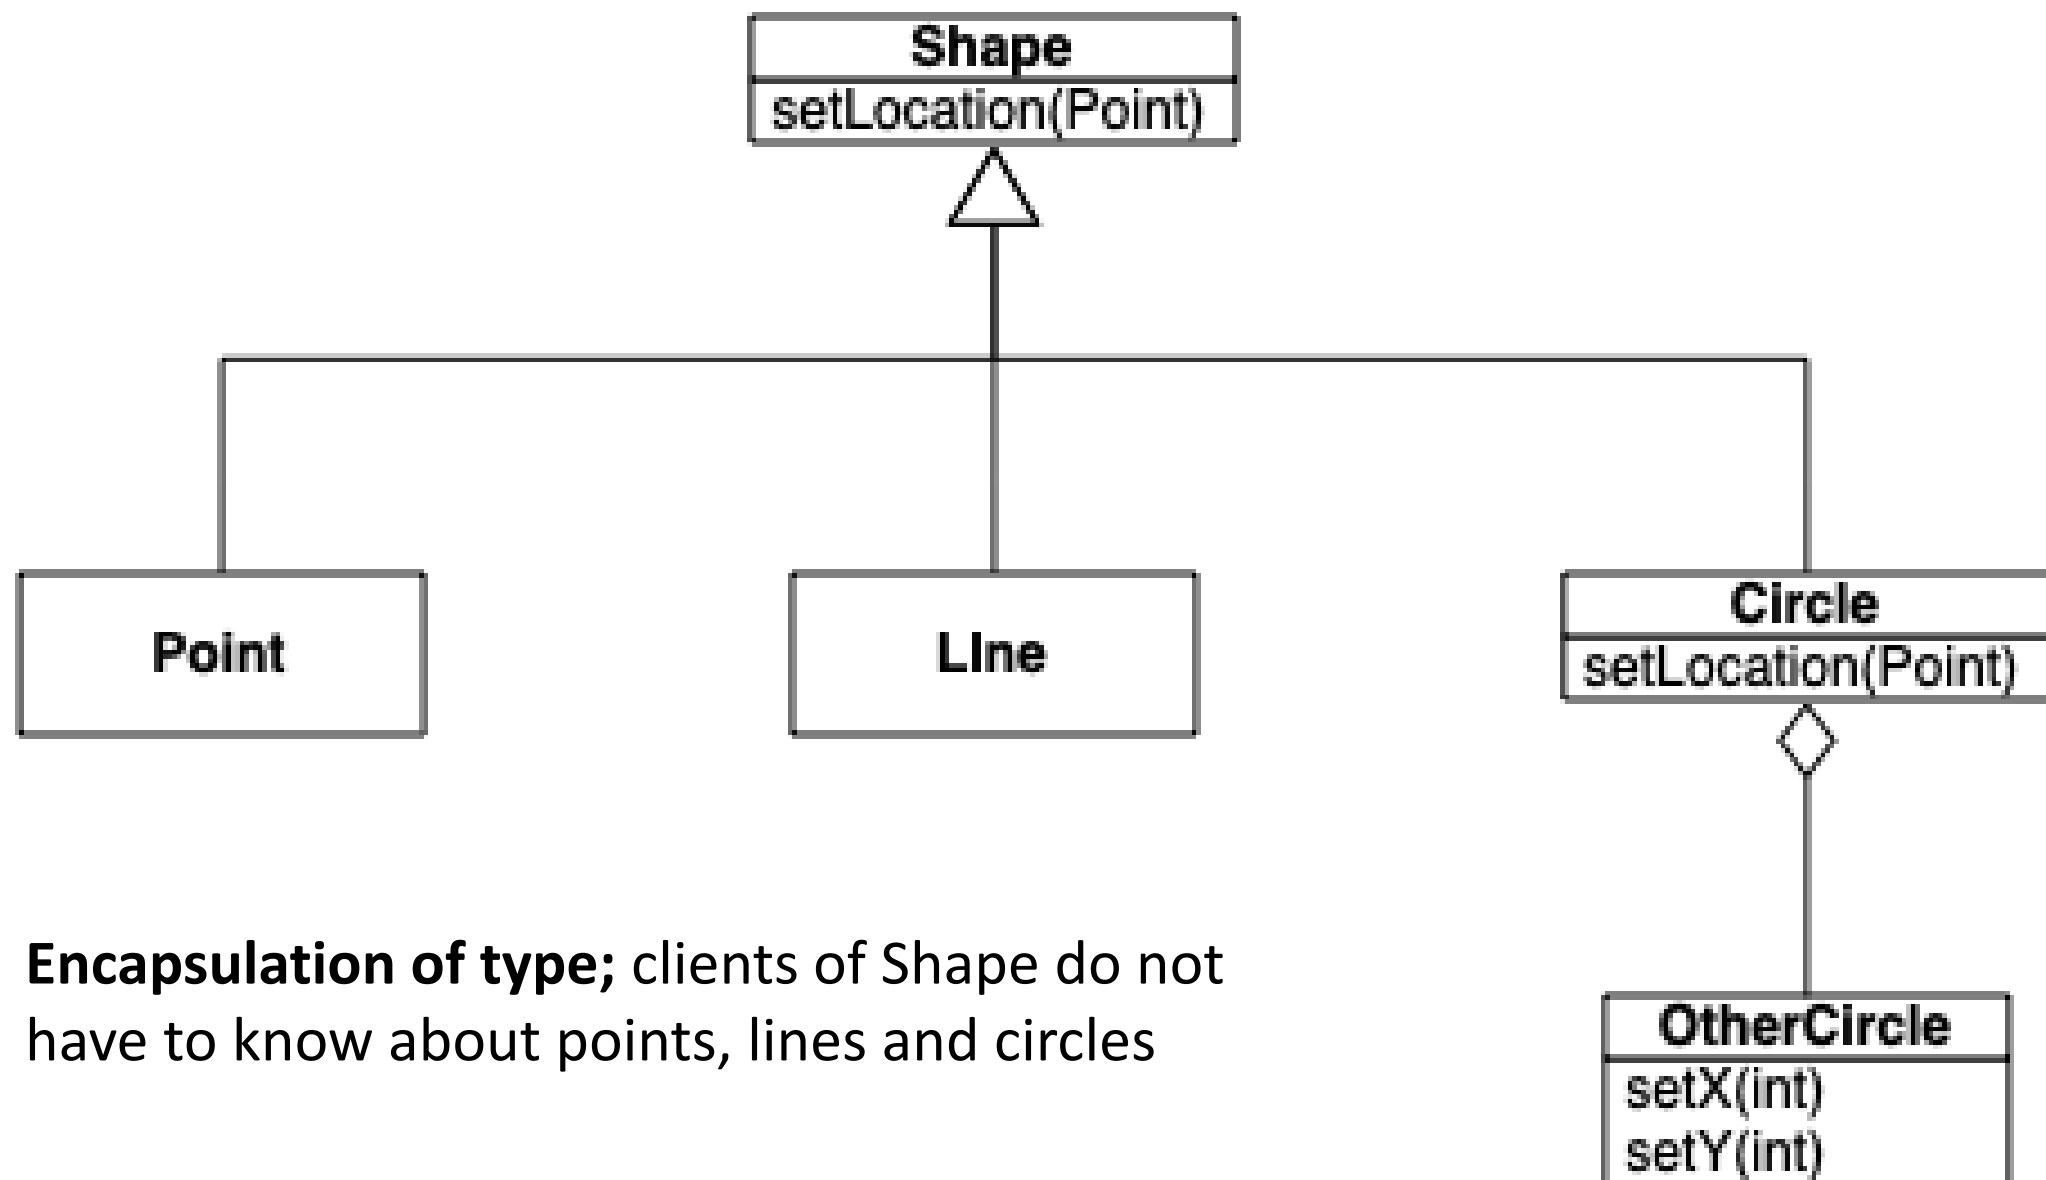 Shape
setLocation(Point)
Point
LIne
Circle
setLocation(Point)
Encapsulation of type; clients of Shape do not
have to know about points, lines and circles
OtherCircle
setX(int)
setY(int)